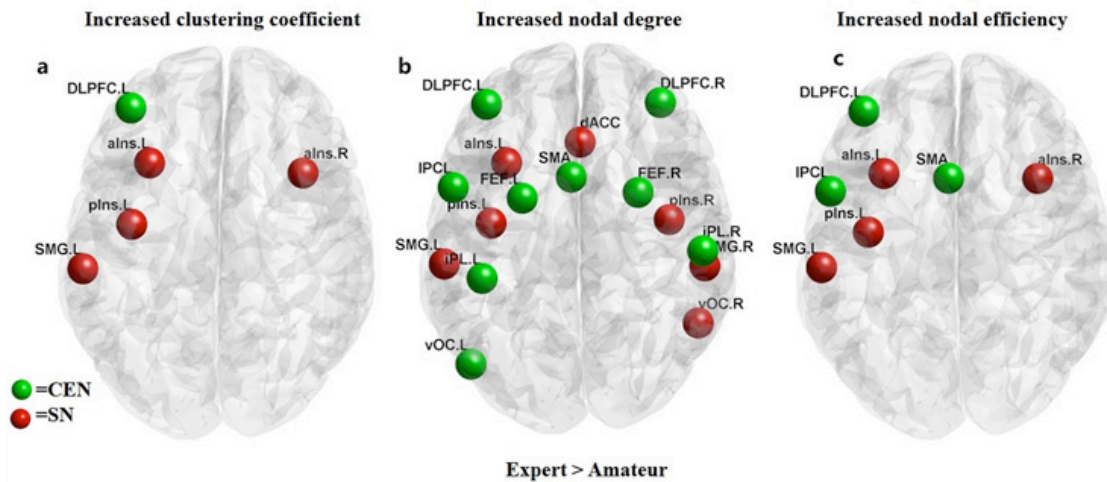 Increased clustering coefficient
Increased nodal degree
Increased nodal efficiency
a
DLPFC.L
aIns.L
aIns.R
pIns.L
SMG.L
b
DLPFC.L
DLPFC.R
dACC
aIns.L
SMA
IPCL
FEF.L
FEF.R
pIns.L
pIns.R
SMG.L
iPL.L
iPL.R
MG.R
vOC.R
vOC.L
c
DLPFC.L
aIns.L
SMA
aIns.R
IPCL
pIns.L
SMG.L
=CEN
=SN
Expert > Amateur